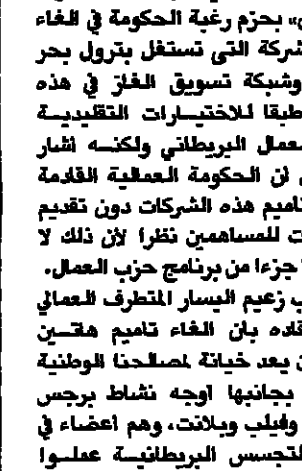 ، بحزم رغبة الحكومة في الغاء
شركة التي تستغل بترول بحر
وشبكة تسويق الغاز في هذه
طبقا للاختيارات التقليدية
عمال البريطاني ولكنه اشار
ان الحكومة العمالية القادمة
تاميم هذه الشركات دون تقديم
ت للمساهمين نظرا لأن ذلك لا
جزءا من برنامج حزب العمال.
ب زعيم اليسار المتطرف العمالي
قاده بان الغاء تاميم هاتين
ن يعد خيانة لمصالحنا الوطنية
بجانبها اوجه نشاط برجس
وفيلب وبلانت، وهم اعضاء في
لتجسس البريطانية عملوا